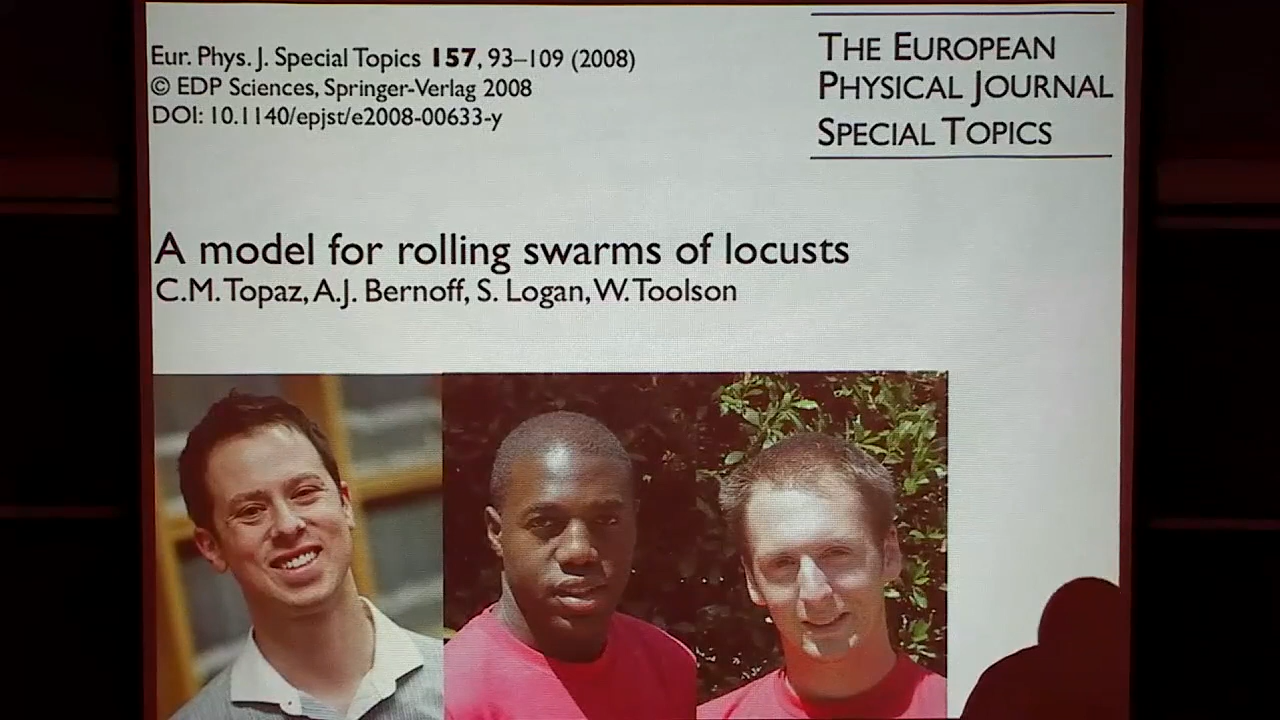 Eur. Phys. J. Special Topics 157, 93–109 (2008)
© EDP Sciences, Springer-Verlag 2008
DOI: 10.1140/epjst/e2008-00633-y
THE EUROPEAN
PHYSICAL JOURNAL
SPECIAL TOPICS
A model for rolling swarms of locusts
C.M. Topaz, A.J. Bernoff, S. Logan, W. Toolson